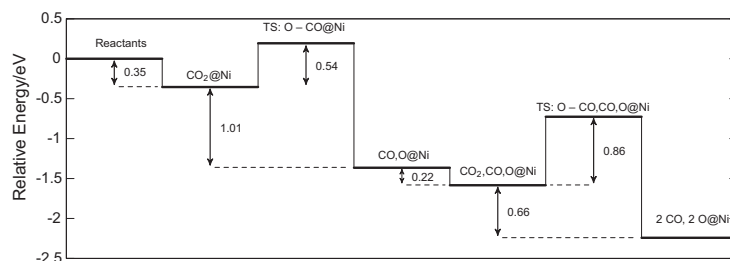 0.5
0
-0.5
-1
-1.5
-2
-2.5
Relative Energy/eV
Reactants
0.35
CO₂@Ni
1.01
TS: O – CO@Ni
0.54
CO,O@Ni
0.22
CO₂,CO,O@Ni
0.66
TS: O – CO,CO,O@Ni
0.86
2 CO, 2 O@Ni